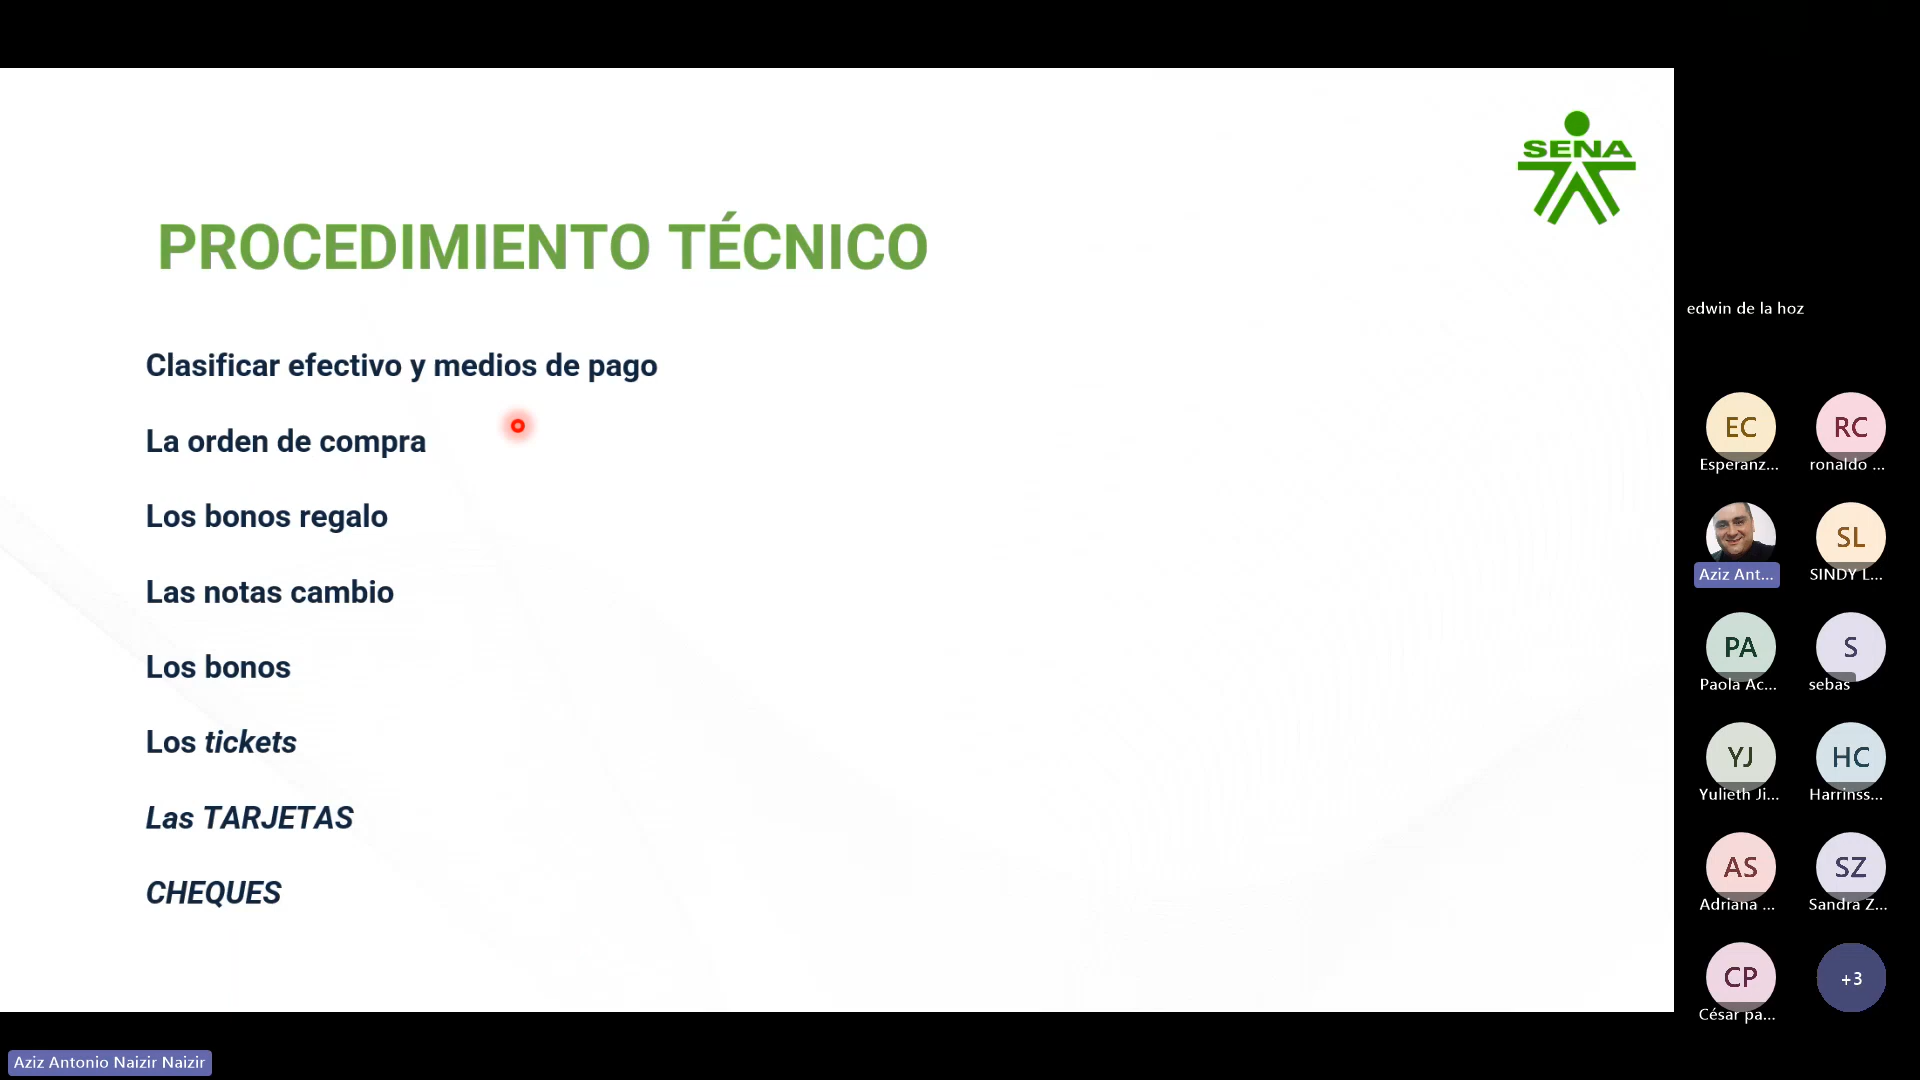 SENA
PROCEDIMIENTO TÉCNICO
Clasificar efectivo y medios de pago
La orden de compra
Los bonos regalo
Las notas cambio
Los bonos
Los tickets
Las TARJETAS
CHEQUES
edwin de la hoz
EC
Esperanz...
RC
ronaldo ...
Aziz Ant...
SL
SINDY L...
PA
Paola Ac...
S
sebas
YJ
Yulieth Ji...
HC
Harrinss...
AS
Adriana ...
SZ
Sandra Z...
CP
César pa...
+3
Aziz Antonio Naizir Naizir